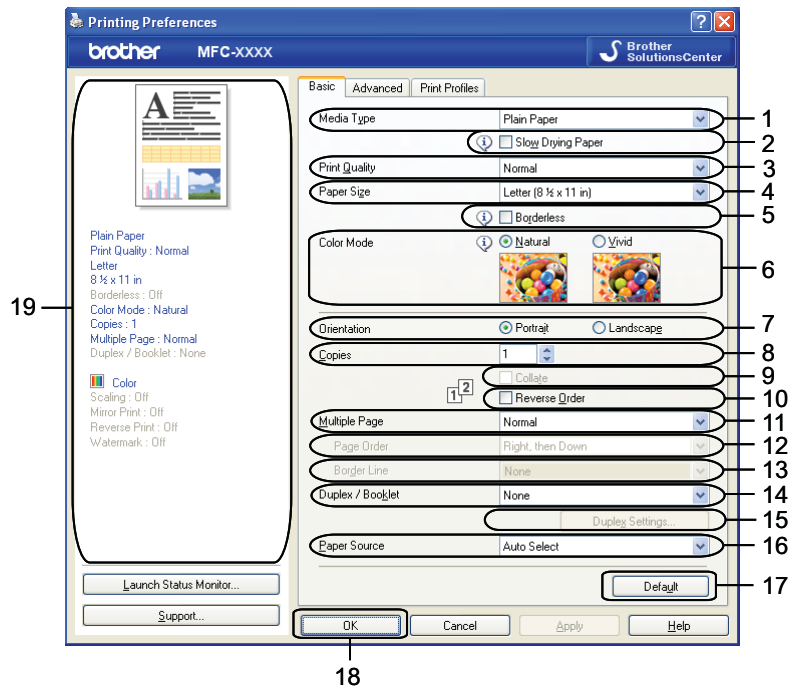 Printing Preferences
brother MFC-XXXX
Brother
SolutionsCenter
A
Plain Paper
Print Quality : Normal
Letter
8 ½ x 11 in
Borderless : Off
Color Mode : Natural
Copies : 1
Multiple Page : Normal
Duplex / Booklet : None
Color
Scaling : Off
Mirror Print : Off
Reverse Print : Off
Watermark : Off
19
Launch Status Monitor...
Support...
Basic Advanced Print Profiles
Media Type Plain Paper 1
Slow Drying Paper 2
Print Quality Normal 3
Paper Size Letter (8 ½ x 11 in) 4
Borderless 5
Color Mode Natural Vivid 6
Orientation Portrait Landscape 7
Copies 1 8
Collate 9
1 2 Reverse Order 10
Multiple Page Normal 11
Page Order Right, then Down 12
Border Line None 13
Duplex / Booklet None 14
Duplex Settings... 15
Paper Source Auto Select 16
Default 17
OK Cancel Apply Help
18